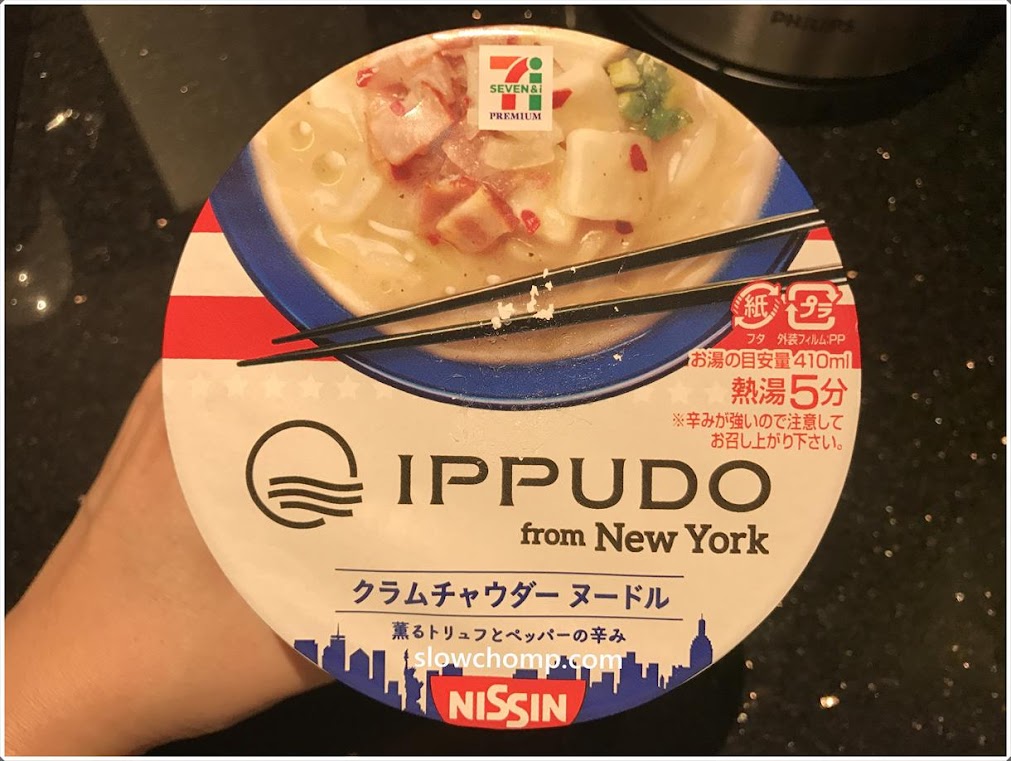 PHILIPS
SEVEN&i
PREMIUM
紙
プラ
フタ 外装フィルム:PP
お湯の目安量410ml
熱湯5分
※辛みが強いので注意して
お召し上がり下さい。
IPPUDO
from New York
クラムチャウダー ヌードル
薫るトリュフとペッパーの辛み
slowchomp.com
NISSIN